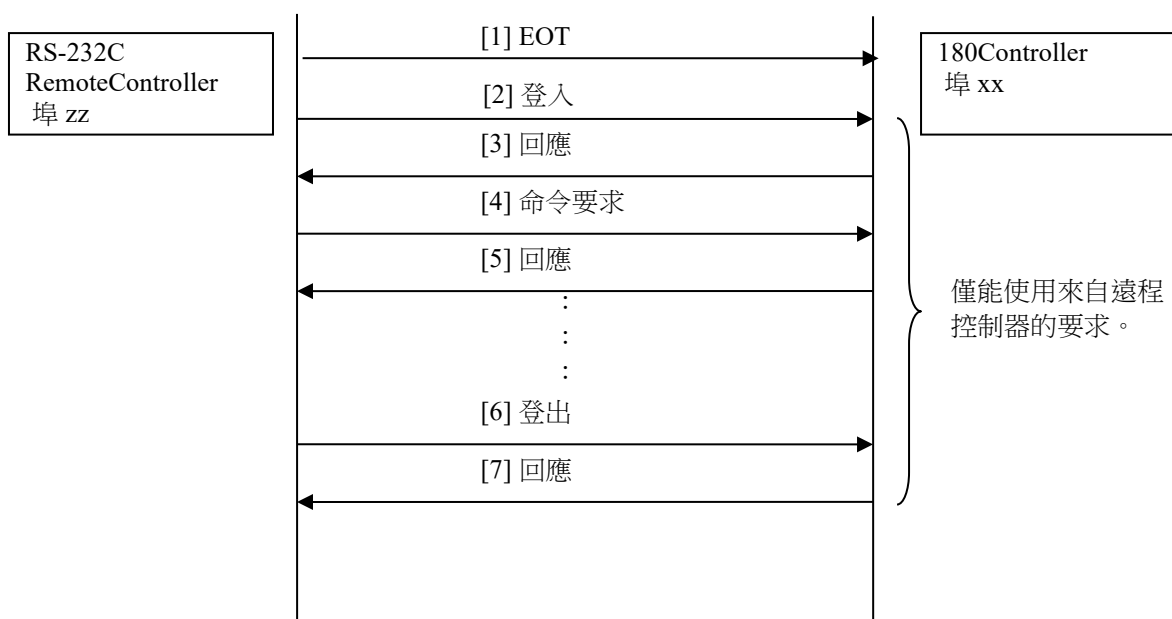 [1] EOT
RS-232C
RemoteController
埠 zz
180Controller
埠 xx
[2] 登入
[3] 回應
[4] 命令要求
[5] 回應
:
:
:
僅能使用來自遠程
控制器的要求。
[6] 登出
[7] 回應